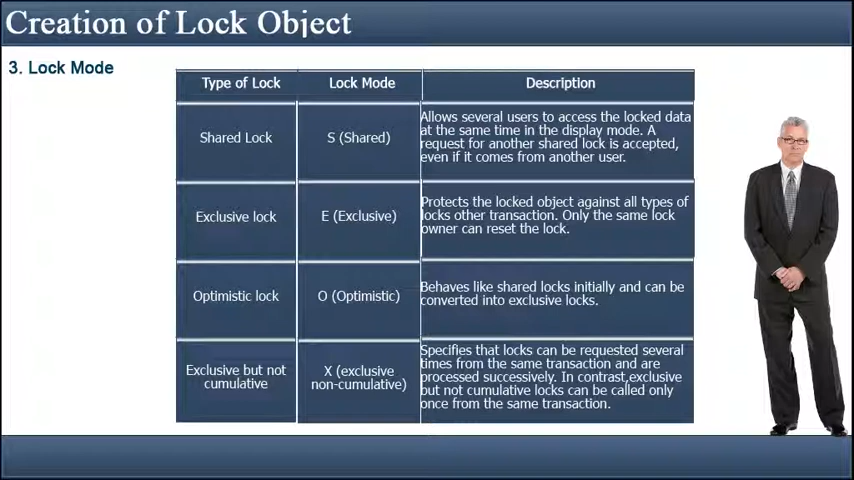 Creation of Lock Object
3. Lock Mode
Type of Lock Lock Mode Description
Shared Lock S (Shared)
Allows several users to access the locked data
at the same time in the display mode. A
request for another shared lock is accepted,
even if it comes from another user.
Exclusive lock E (Exclusive)
Protects the locked object against all types of
locks other transaction. Only the same lock
owner can reset the lock.
Optimistic lock O (Optimistic)
Behaves like shared locks initially and can be
converted into exclusive locks.
Exclusive but not
cumulative
X (exclusive
non-cumulative)
Specifies that locks can be requested several
times from the same transaction and are
processed successively. In contrast,exclusive
but not cumulative locks can be called only
once from the same transaction.